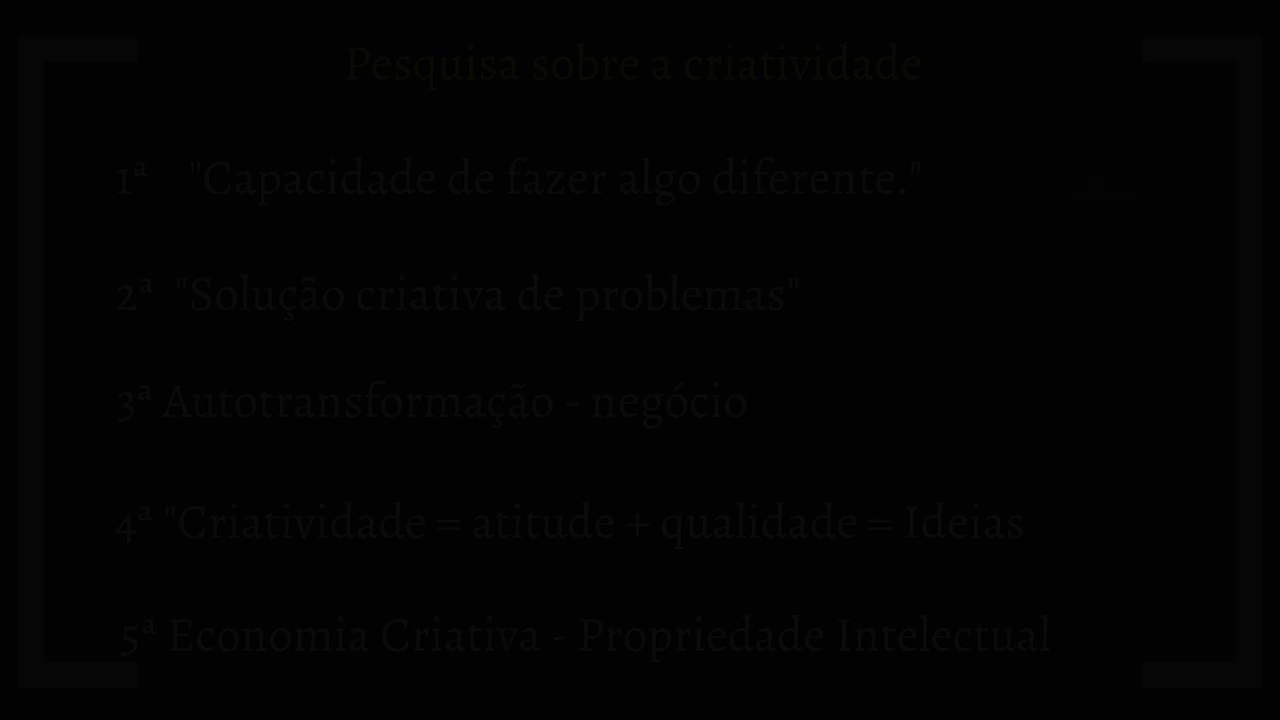 Pesquisa sobre a criatividade
1ª "Capacidade de fazer algo diferente."
2ª "Solução criativa de problemas"
3ª Autotransformação - negócio
4ª "Criatividade = atitude + qualidade = Ideias
5ª Economia Criativa - Propriedade Intelectual